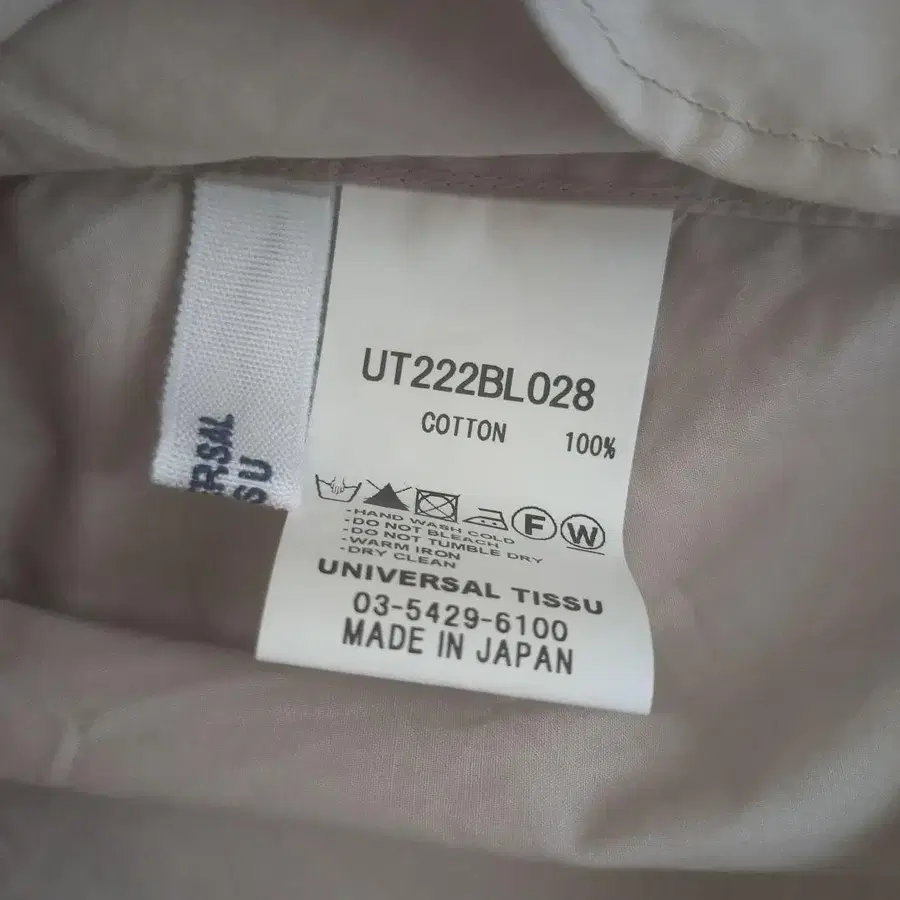 UT222BL028
COTTON 100%
F W
-HAND WASH COLD
-DO NOT BLEACH
-DO NOT TUMBLE DRY
-WARM IRON
-DRY CLEAN
UNIVERSAL TISSU
03-5429-6100
MADE IN JAPAN